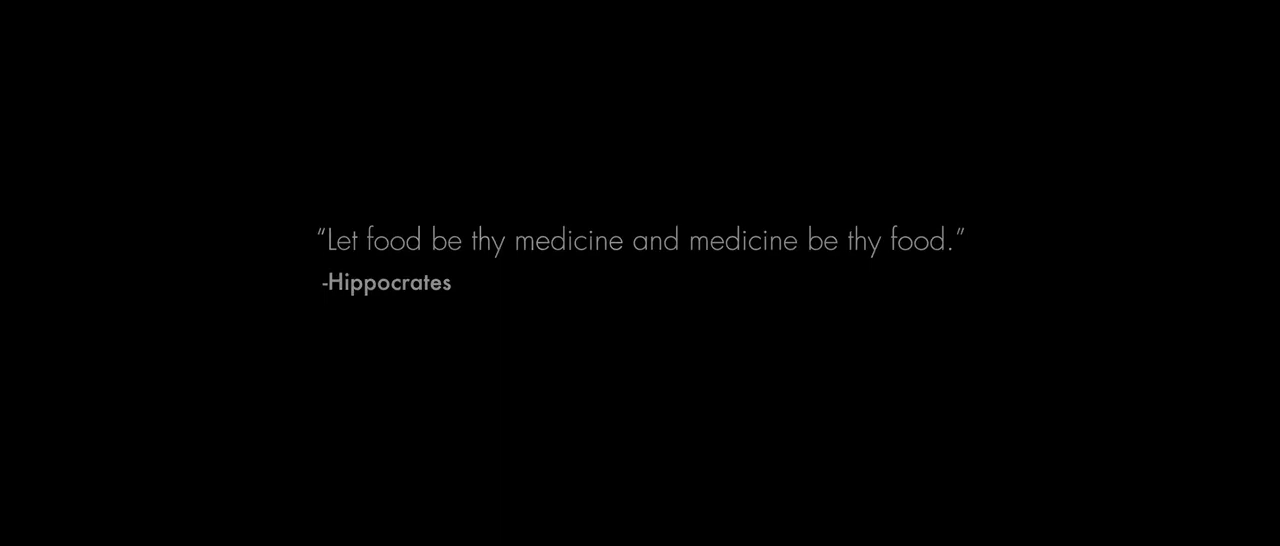 “Let food be thy medicine and medicine be thy food.”
-Hippocrates